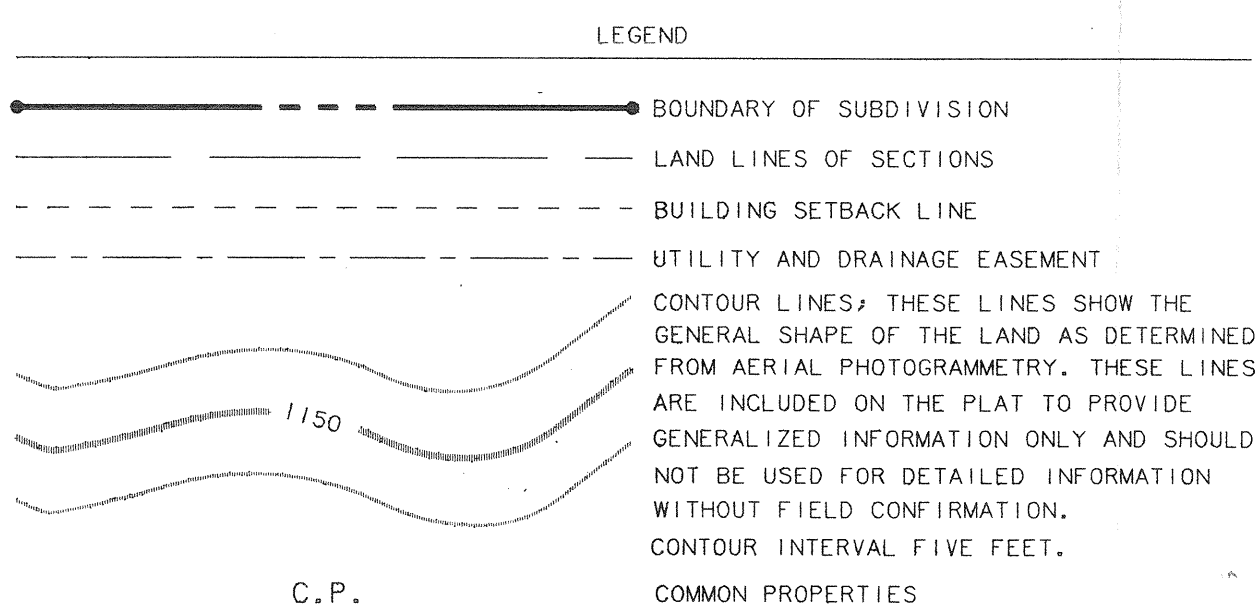 LEGEND
BOUNDARY OF SUBDIVISION
LAND LINES OF SECTIONS
BUILDING SETBACK LINE
UTILITY AND DRAINAGE EASEMENT
CONTOUR LINES; THESE LINES SHOW THE
GENERAL SHAPE OF THE LAND AS DETERMINED
FROM AERIAL PHOTOGRAMMETRY. THESE LINES
ARE INCLUDED ON THE PLAT TO PROVIDE
1150
GENERALIZED INFORMATION ONLY AND SHOULD
NOT BE USED FOR DETAILED INFORMATION
WITHOUT FIELD CONFIRMATION.
CONTOUR INTERVAL FIVE FEET.
C.P. COMMON PROPERTIES